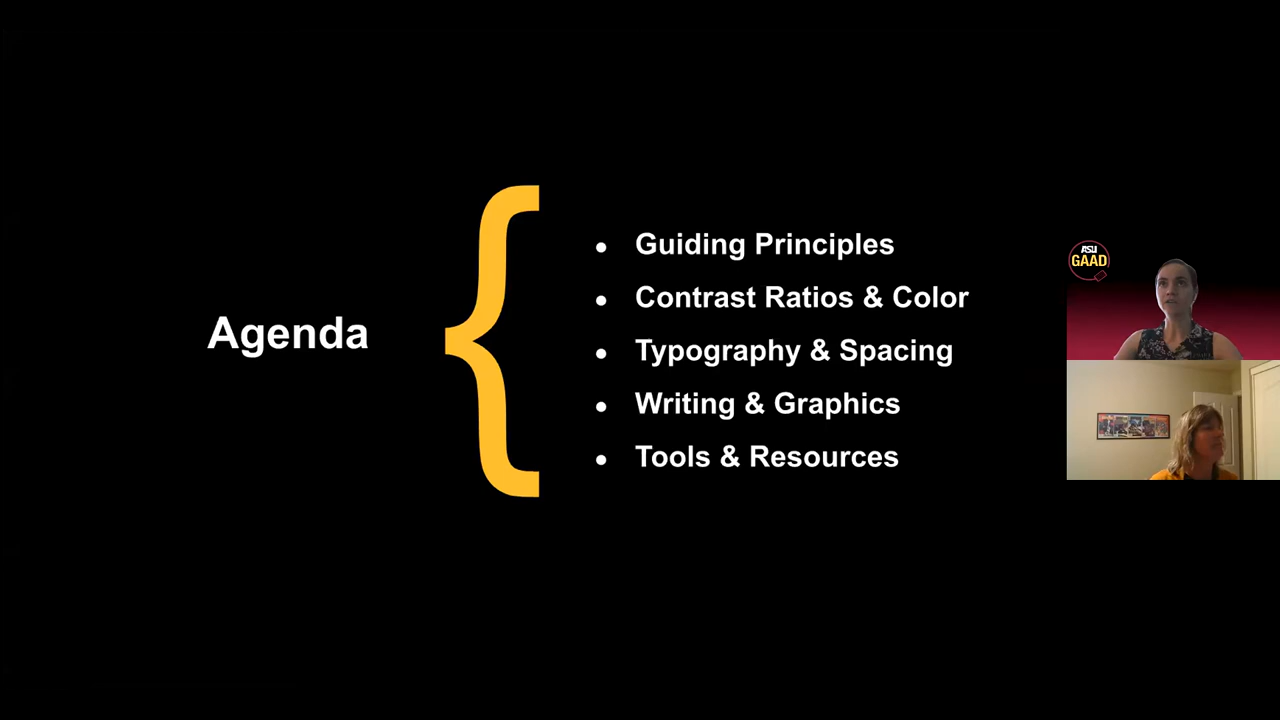 Agenda
● Guiding Principles
● Contrast Ratios & Color
● Typography & Spacing
● Writing & Graphics
● Tools & Resources
ASU
GAAD